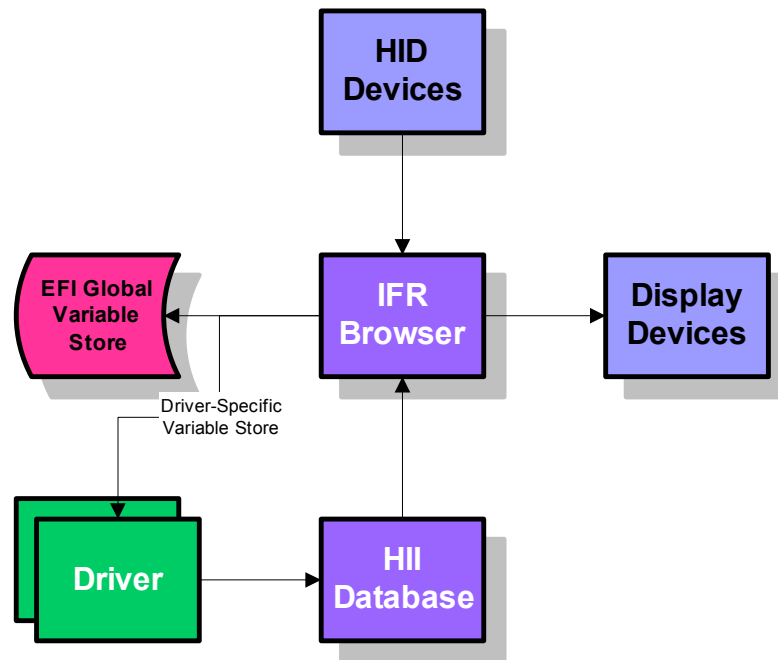 HID
Devices
EFI Global
Variable
Store
IFR
Browser
Display
Devices
Driver-Specific
Variable Store
Driver
HII
Database